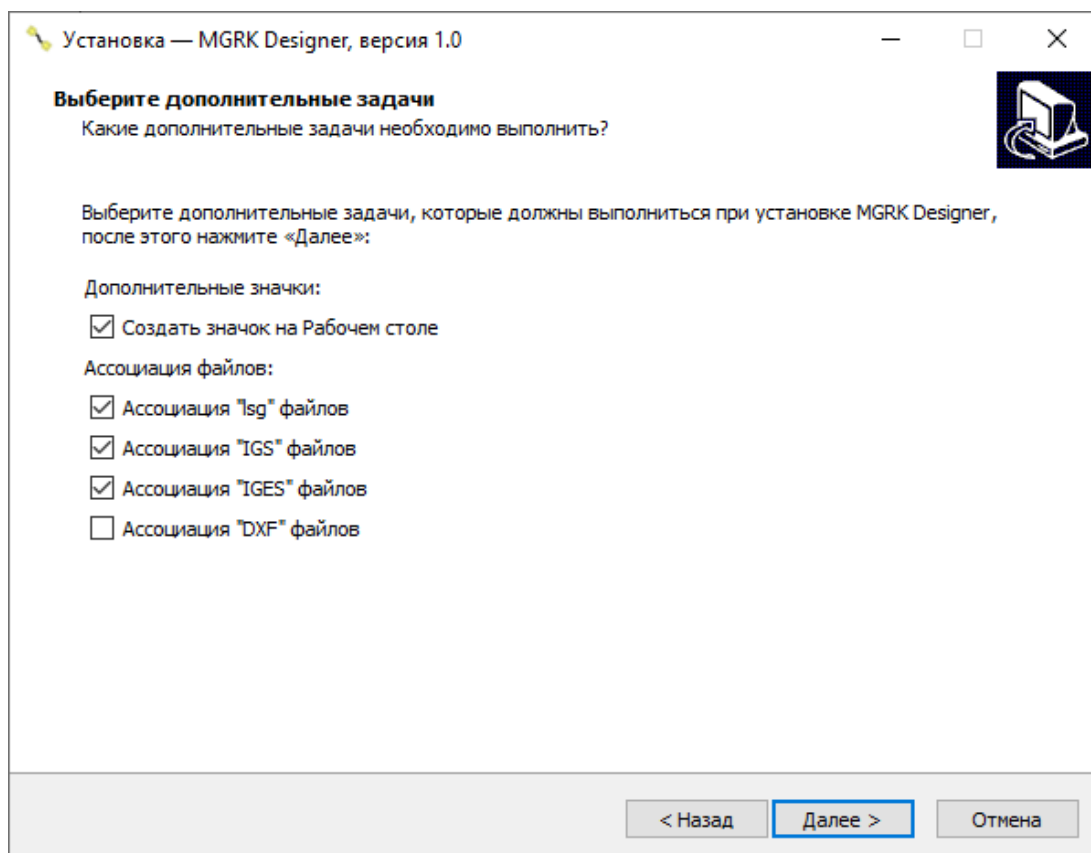 Установка — MGRK Designer, версия 1.0
Выберите дополнительные задачи
Какие дополнительные задачи необходимо выполнить?
Выберите дополнительные задачи, которые должны выполниться при установке MGRK Designer,
после этого нажмите «Далее»:
Дополнительные значки:
Создать значок на Рабочем столе
Ассоциация файлов:
Ассоциация "lsg" файлов
Ассоциация "IGS" файлов
Ассоциация "IGES" файлов
Ассоциация "DXF" файлов
< Назад
Далее >
Отмена